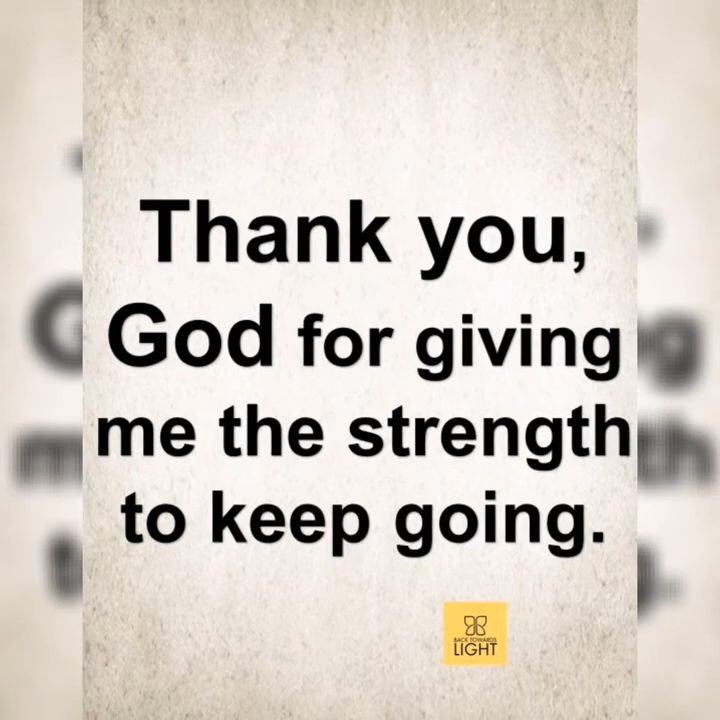 Thank you,
God for giving
me the strength
to keep going.
BACK TOWARDS
LIGHT